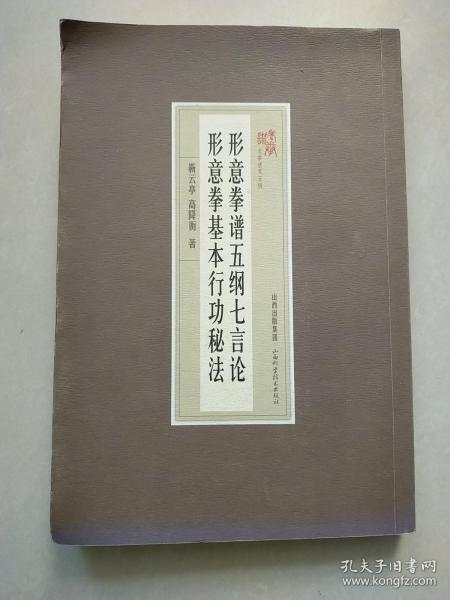 形意拳谱五纲七言论
形意拳基本行功秘法
靳云亭 高降衡 著
山西出版集团
山西科学技术出版社
孔夫子旧书网
www.kongfz.com